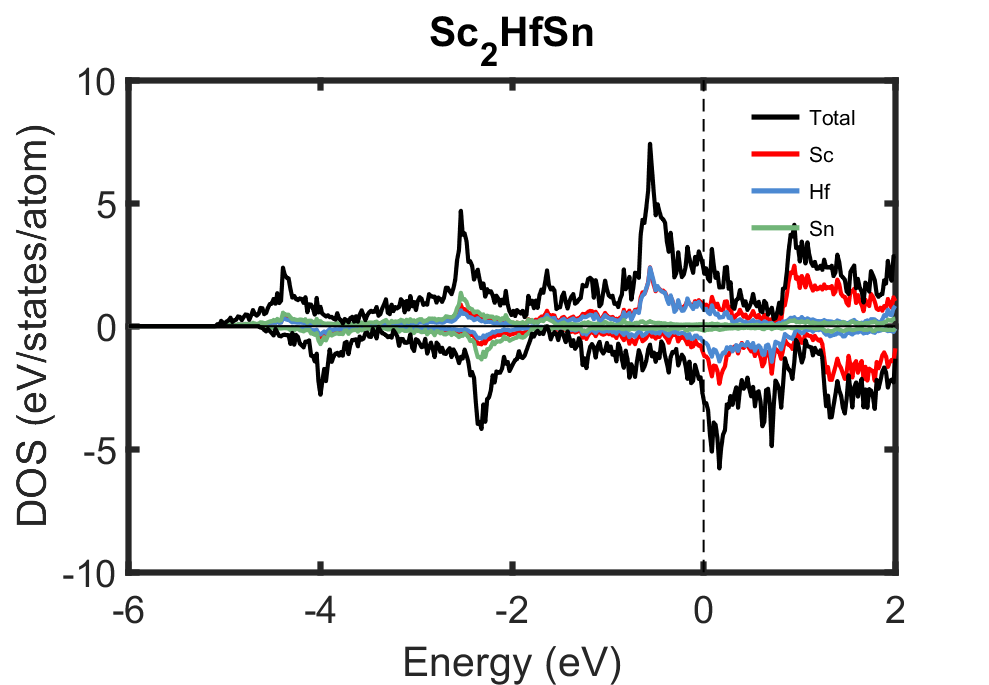 Sc₂HfSn
10
5
0
-5
-10
DOS (eV/states/atom)
Total
Sc
Hf
Sn
-6 -4 -2 0 2
Energy (eV)